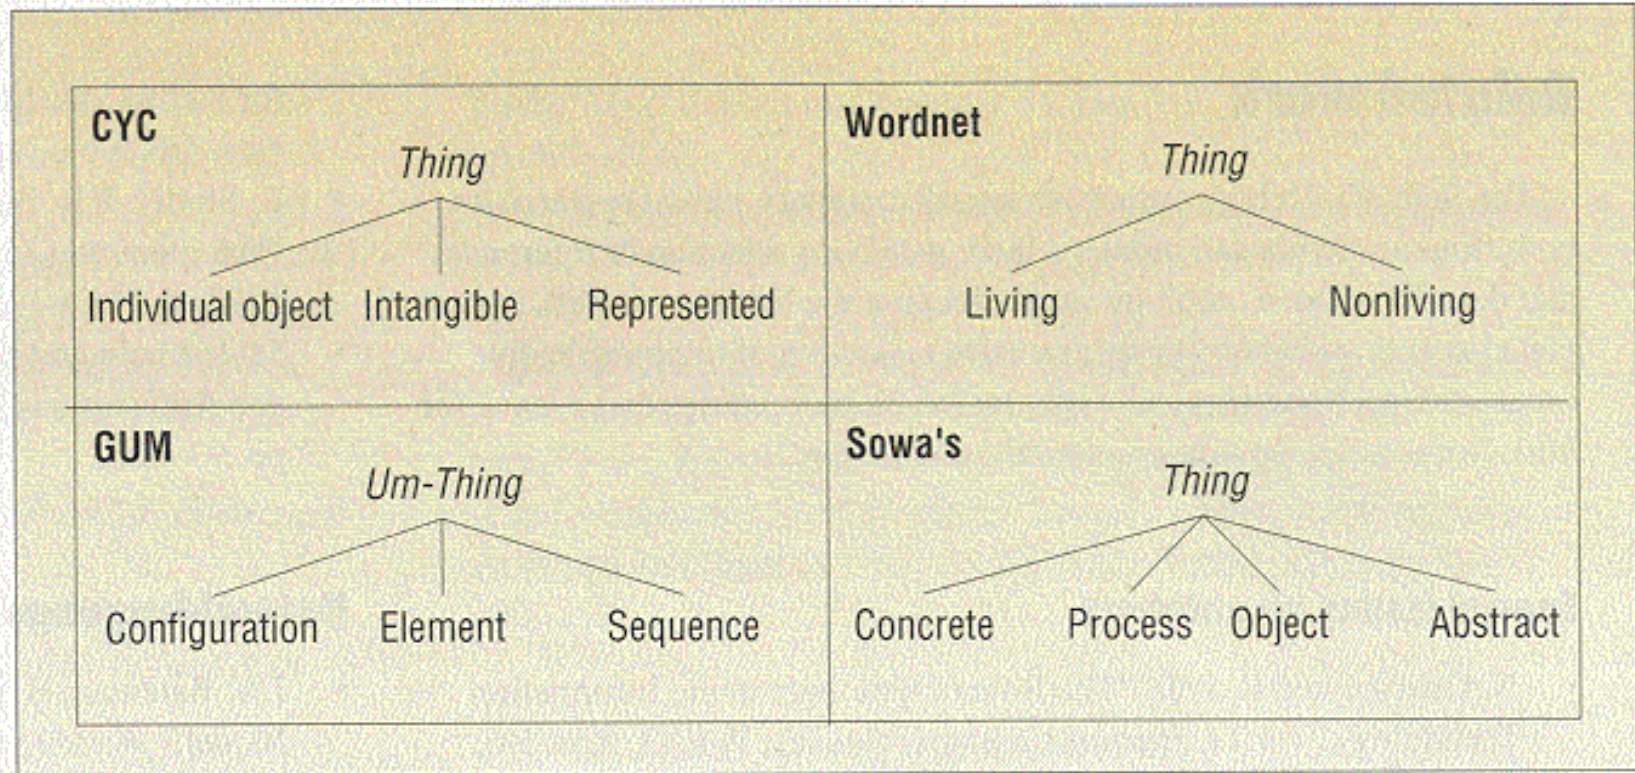 CYC
Thing
Individual object Intangible Represented
Wordnet
Thing
Living Nonliving
GUM
Um-Thing
Configuration Element Sequence
Sowa's
Thing
Concrete Process Object Abstract